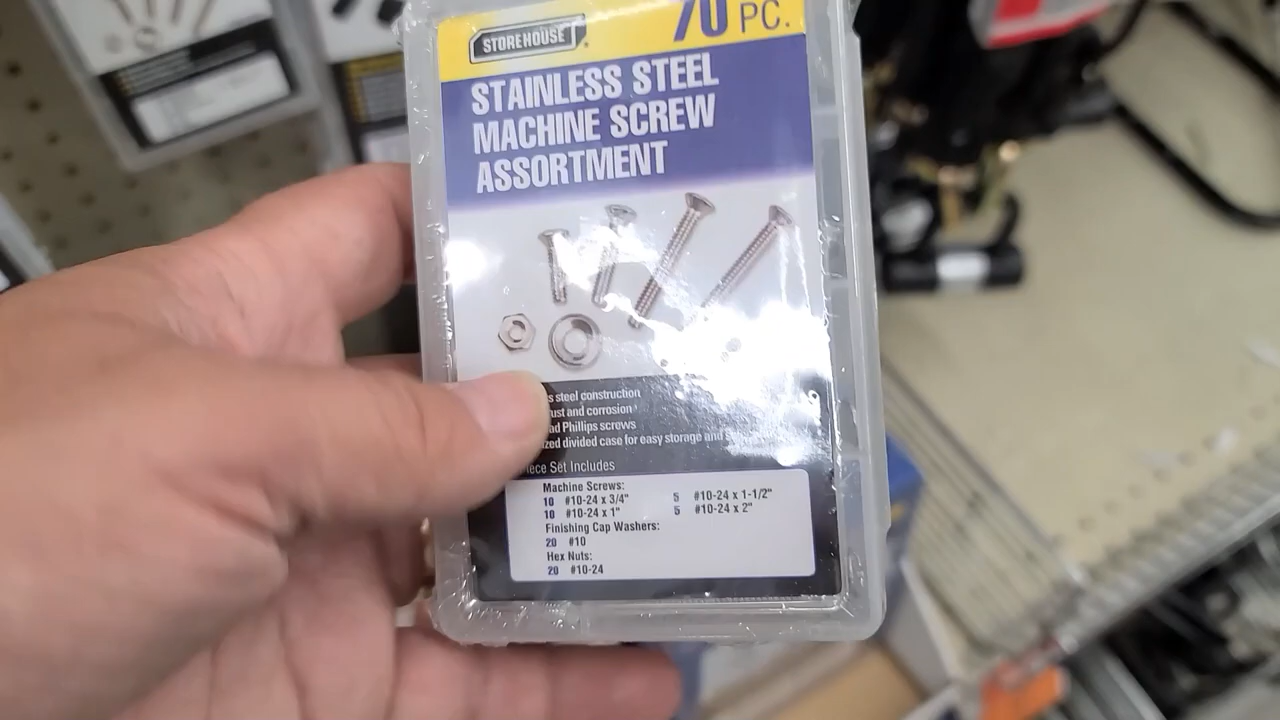 STOREHOUSE
70 PC.
STAINLESS STEEL
MACHINE SCREW
ASSORTMENT
s steel construction
ust and corrosion
ad Phillips screws
zed divided case for easy storage and
iece Set Includes
Machine Screws:
10 #10-24 x 3/4" 5 #10-24 x 1-1/2"
10 #10-24 x 1" 5 #10-24 x 2"
Finishing Cap Washers:
20 #10
Hex Nuts:
20 #10-24